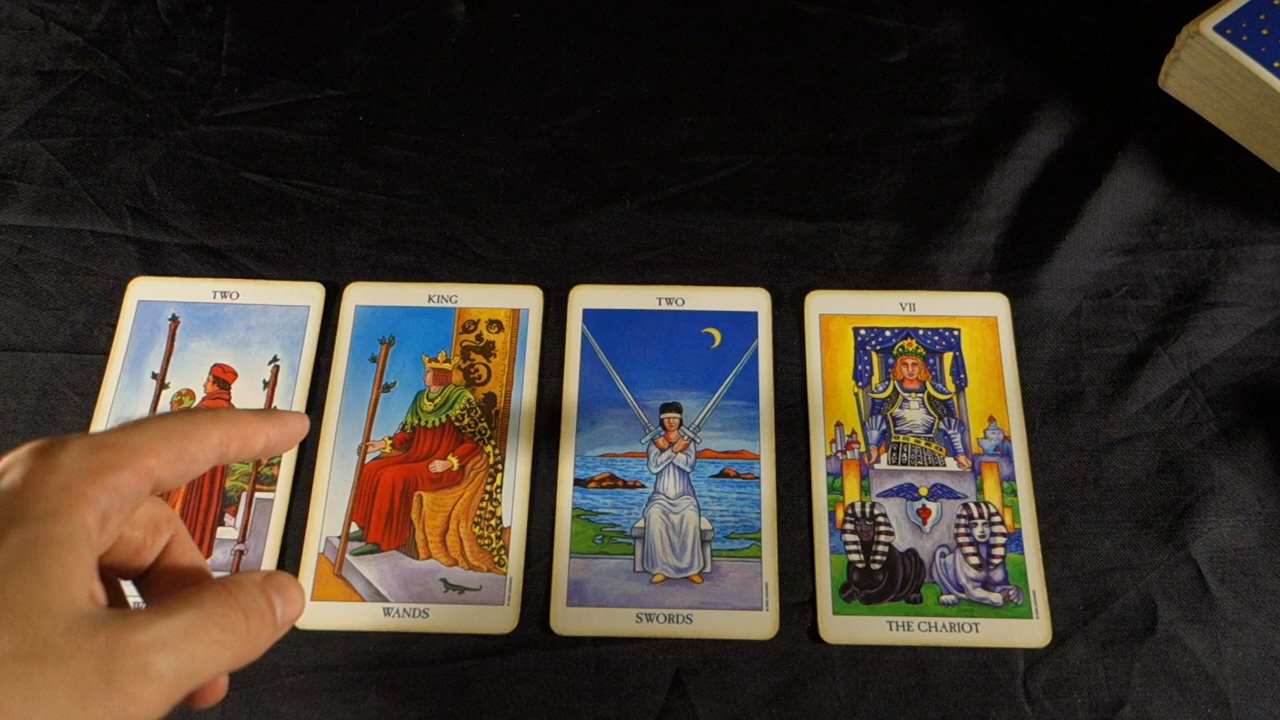 TWO
KING
WANDS
TWO
SWORDS
VII
THE CHARIOT